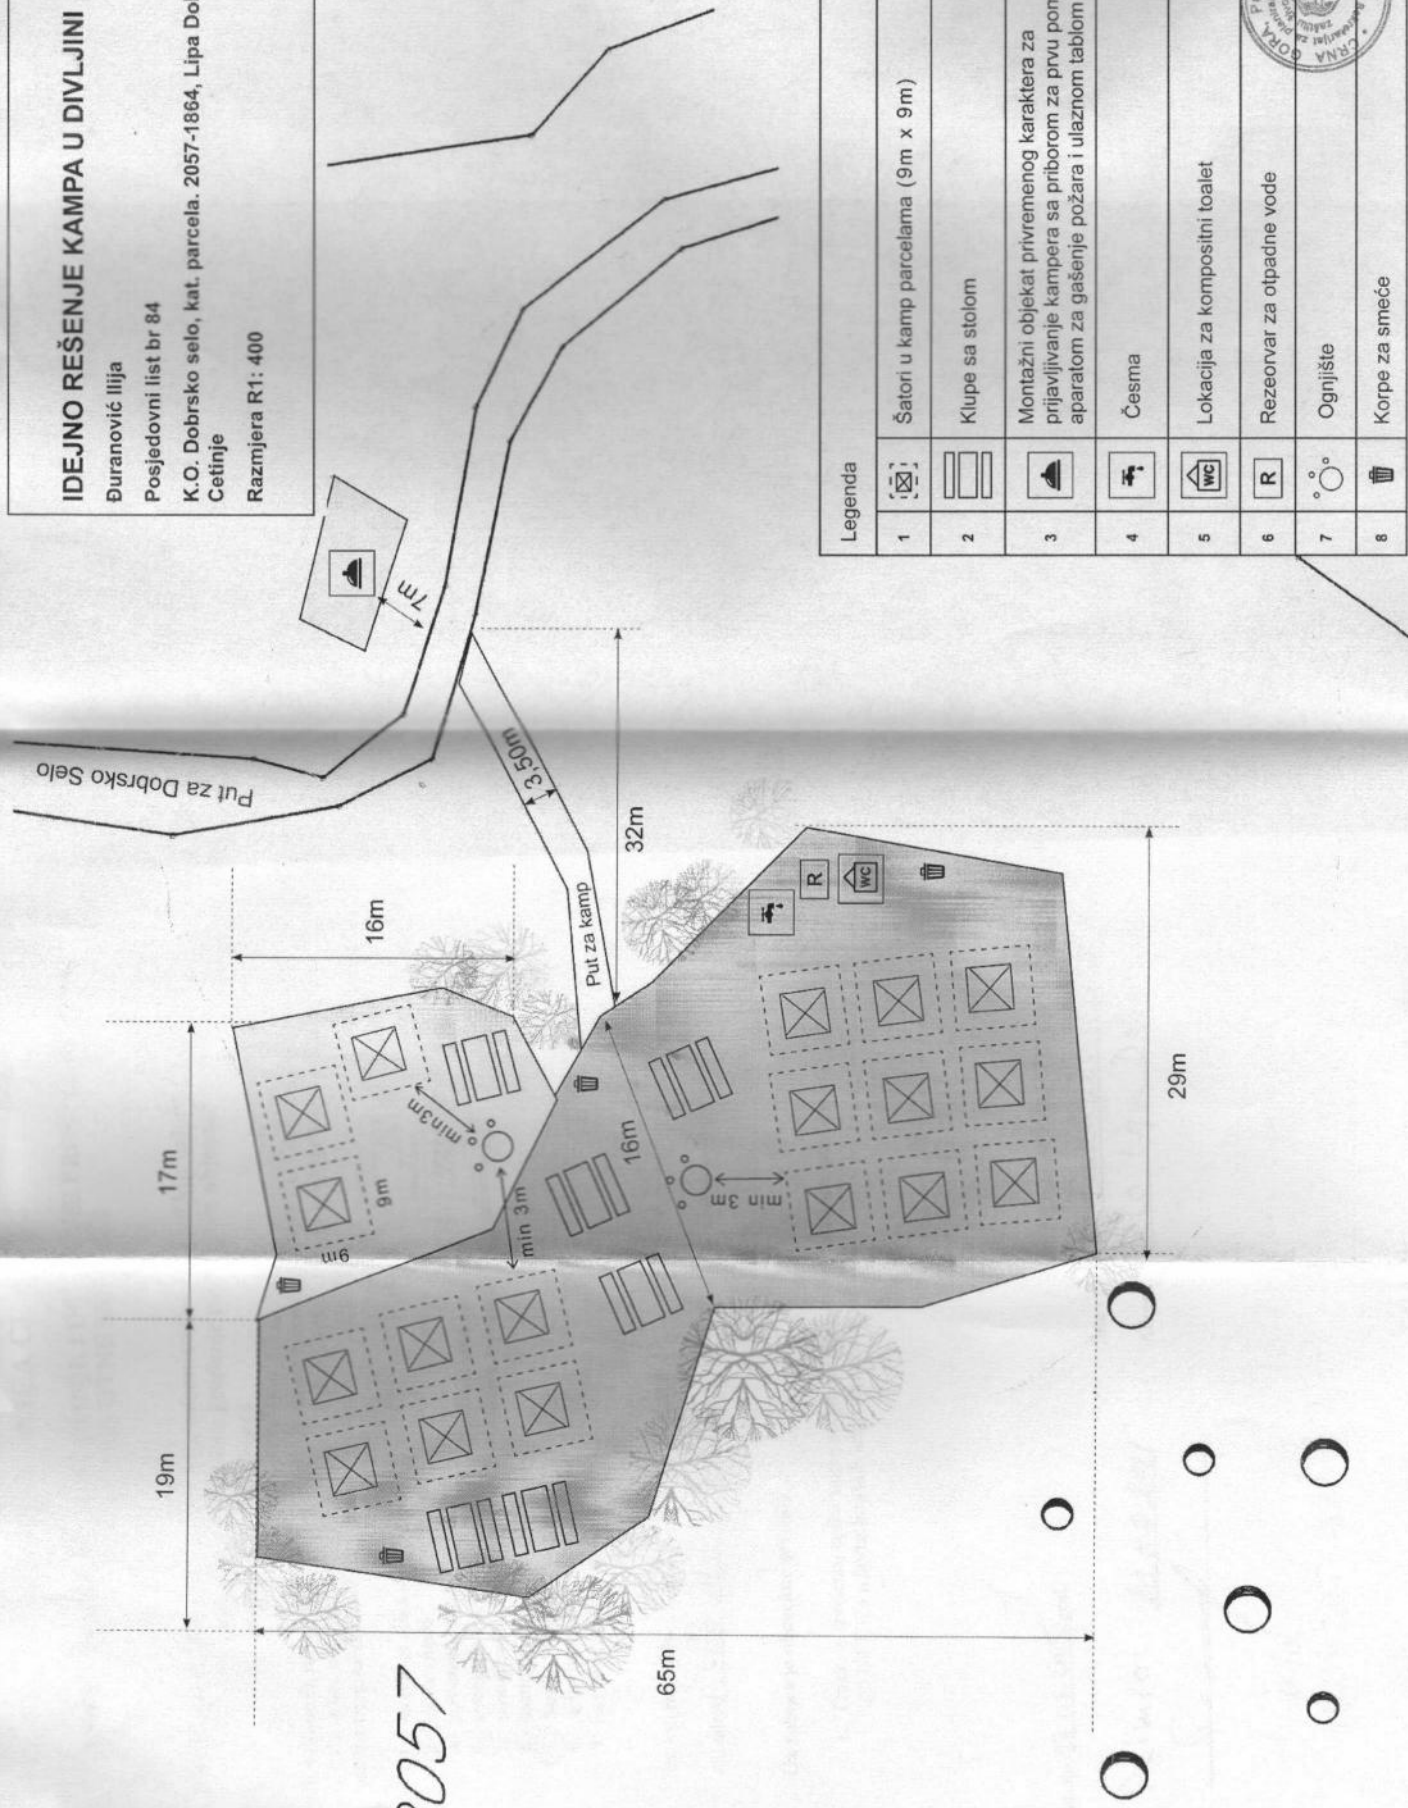 IDEJNO REŠENJE KAMPA U DIVLJINI
Đuranović Ilija
Posjedovni list br 84
K.O. Dobrsko selo, kat. parcela. 2057-1864, Lipa
Cetinje
Razmjera R1: 400
Put za Dobrsko Selo
7m
3,50m
32m
Put za kamp
16m
17m
19m
9m
9m
min3m
min 3m
16m
min 3m
29m
65m
2057
Legenda
1 Šatori u kamp parcelama (9m x 9m)
2 Klupe sa stolom
3 Montažni objekat privremenog karaktera za
prijavljivanje kampera sa priborom za prvu
aparatom za gašenje požara i ulaznom tablom
4 Česma
5 WC Lokacija za kompositni toalet
6 R Rezeorvar za otpadne vode
7 Ognjište
8 Korpe za smeće
R
WC
CRNA GORA